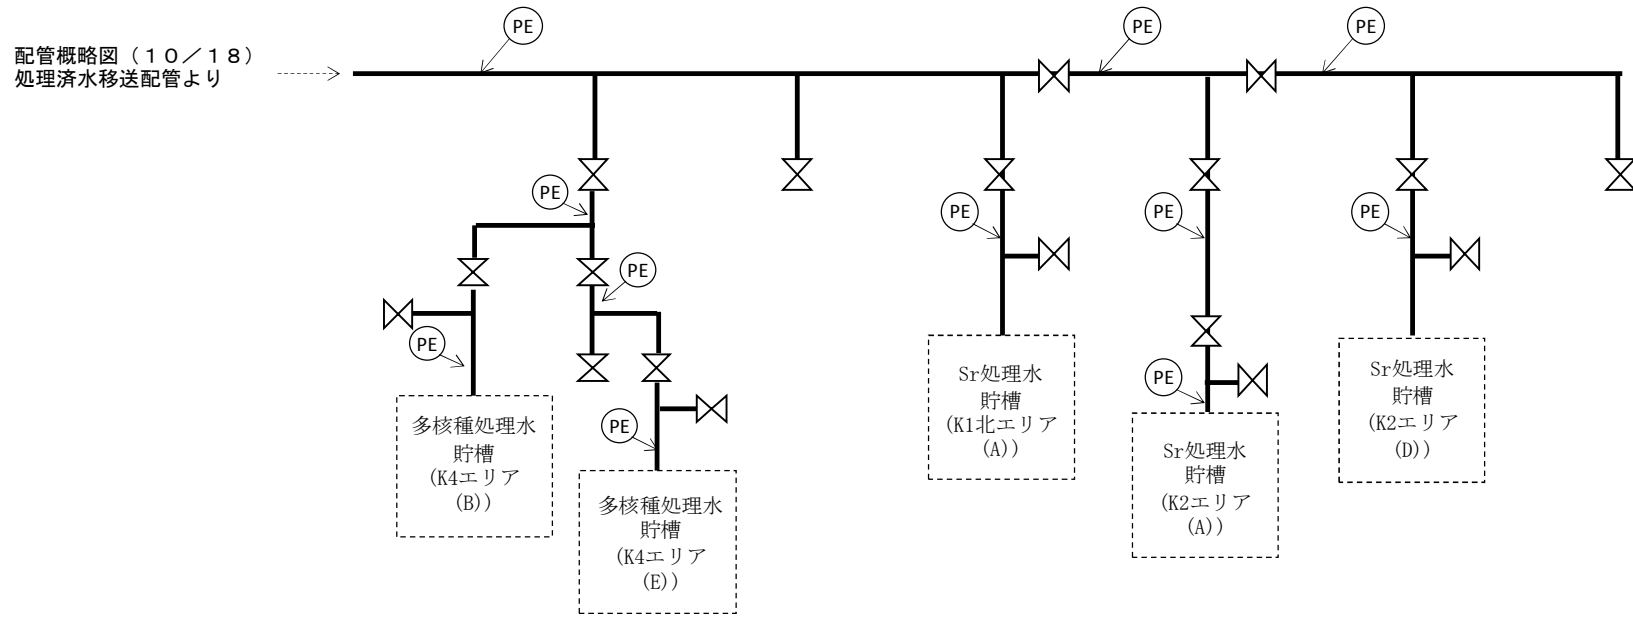 PE
PE
PE
配管概略図（１０／１８）
処理済水移送配管より
PE
PE
PE
PE
PE
PE
PE
PE
Sr処理水
貯槽
(K1北エリア
(A))
Sr処理水
貯槽
(K2エリア
(D))
多核種処理水
貯槽
(K4エリア
(B))
PE
Sr処理水
貯槽
(K2エリア
(A))
多核種処理水
貯槽
(K4エリア
(E))